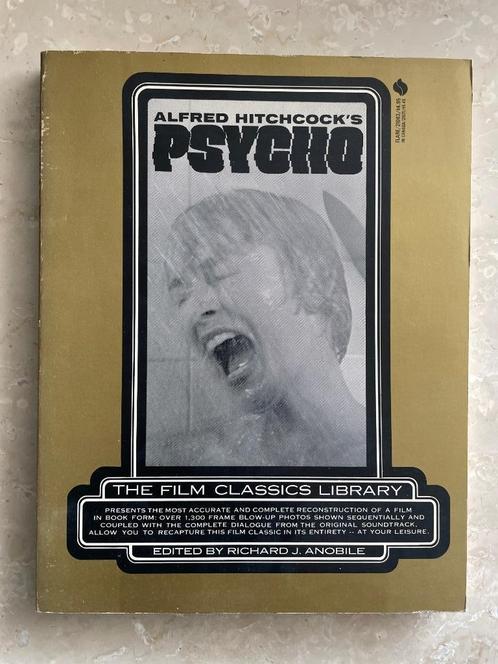 ALFRED HITCHCOCK'S
PSYCHO
THE FILM CLASSICS LIBRARY
PRESENTS THE MOST ACCURATE AND COMPLETE RECONSTRUCTION OF A FILM
IN BOOK FORM: OVER 1,300 FRAME BLOW-UP PHOTOS SHOWN SEQUENTIALLY AND
COUPLED WITH THE COMPLETE DIALOGUE FROM THE ORIGINAL SOUNDTRACK,
ALLOW YOU TO RECAPTURE THIS FILM CLASSIC IN ITS ENTIRETY -- AT YOUR LEISURE.
EDITED BY RICHARD J. ANOBILE